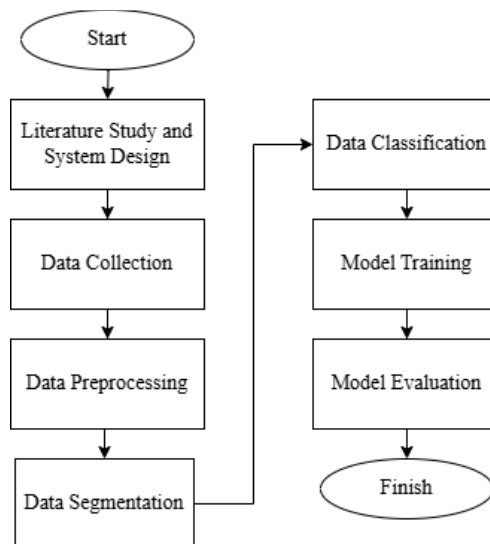 Start
Literature Study and
System Design
Data Collection
Data Preprocessing
Data Segmentation
Data Classification
Model Training
Model Evaluation
Finish